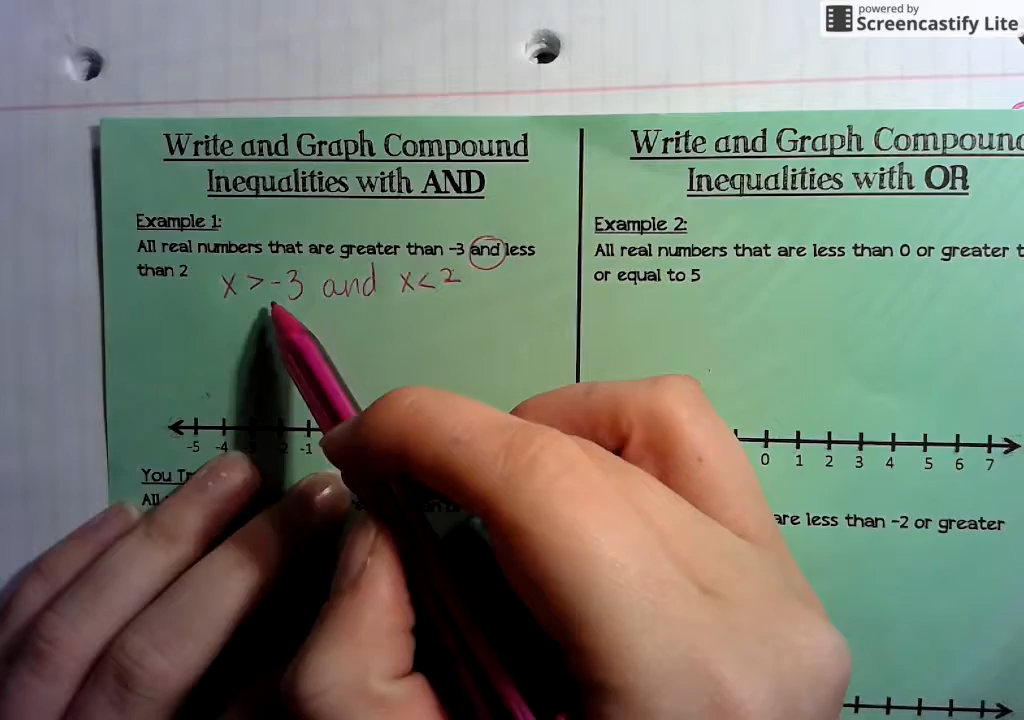 powered by
Screencastify Lite
Write and Graph Compound
Inequalities with AND
Example 1:
All real numbers that are greater than -3 and less
than 2
x > -3 and x < 2
-5 -4 -2 -1
You
All
Write and Graph
Inequalities with OR
Example 2:
All real numbers that are less than 0 or greater
or equal to 5
0 1 2 3 4 5 6 7
are less than -2 or greater